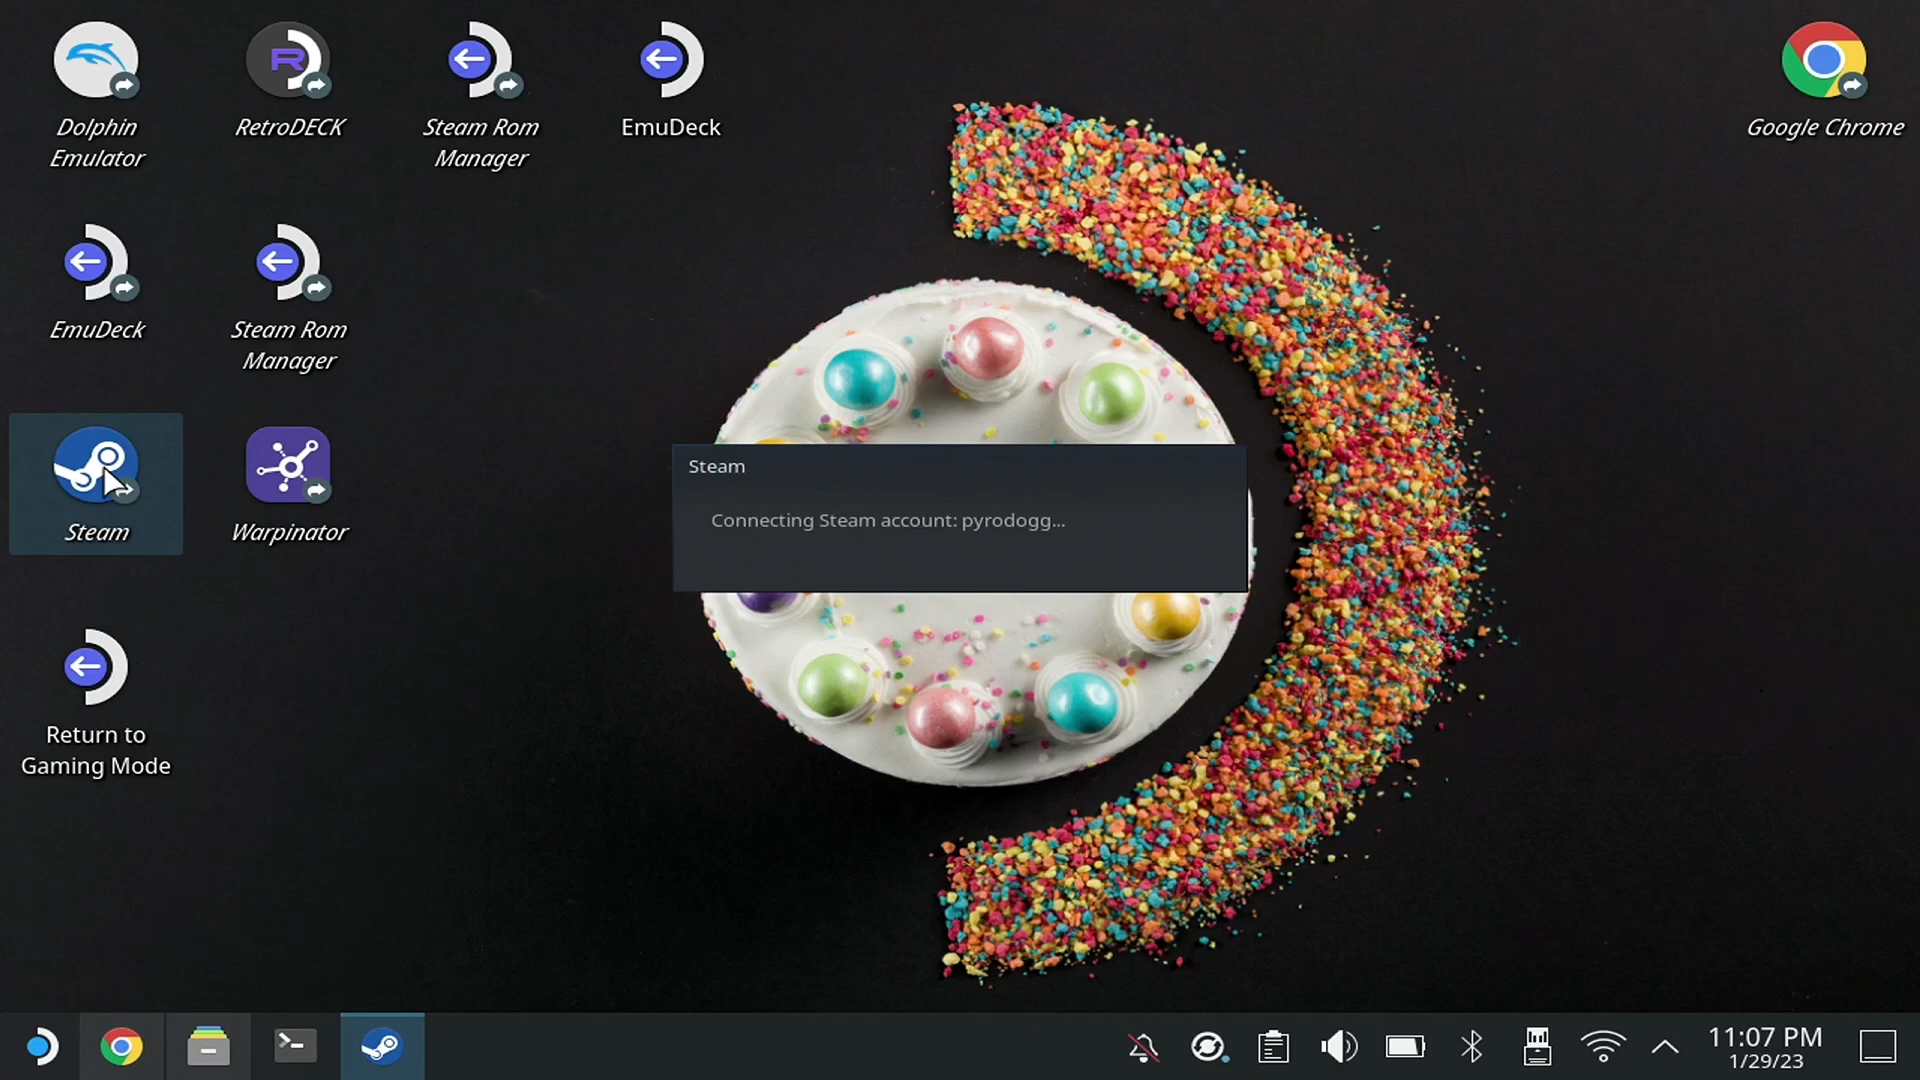 Dolphin
Emulator
RetroDECK
Steam Rom
Manager
EmuDeck
Google Chrome
EmuDeck
Steam Rom
Manager
Steam
Warpinator
Return to
Gaming Mode
Steam
Connecting Steam account: pyrodogg...
11:07 PM
1/29/23